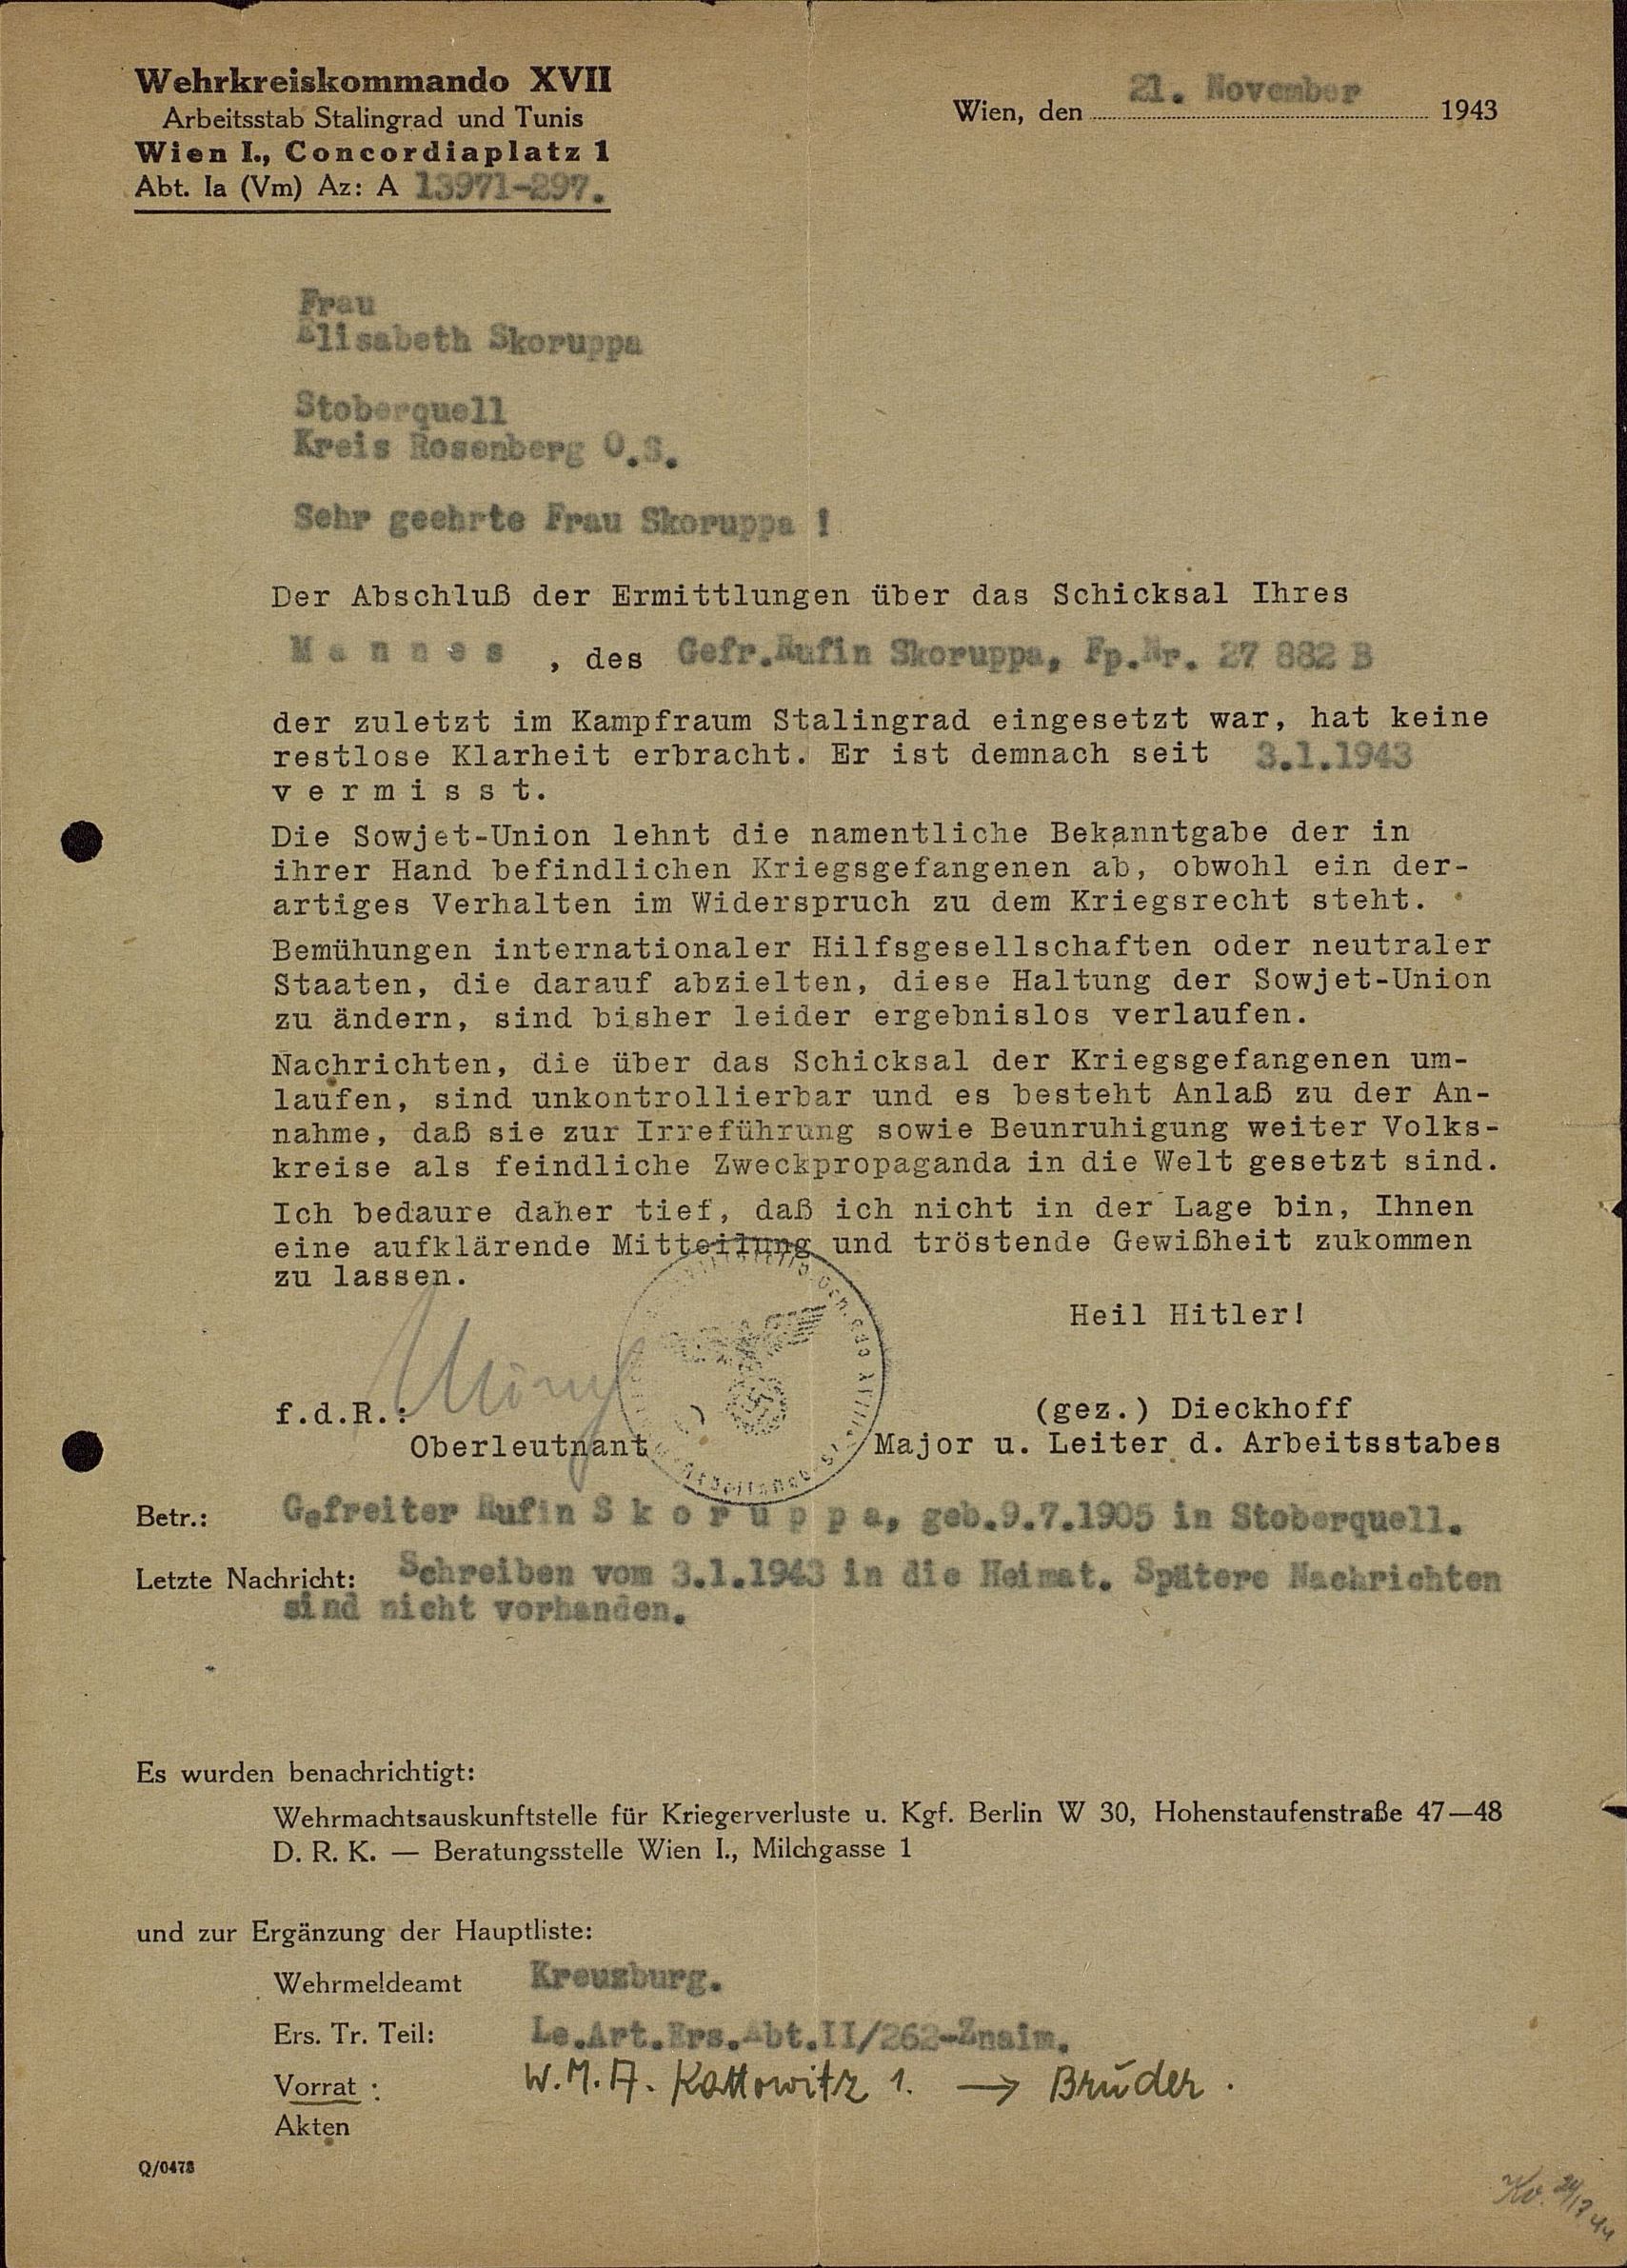 Wehrkreiskommando XVII
Arbeitsstab Stalingrad und Tunis
Wien I., Concordiaplatz 1
Abt. Ia (Vm) Az: A 13971-297.
Wien, den 21. November 1943
Frau
Elisabeth Skoruppa
Stoberquell
Kreis Rosenberg O.S.
Sehr geehrte Frau Skoruppa !
Der Abschluß der Ermittlungen über das Schicksal Ihres
M a n n e s , des Gefr.Rufin Skoruppa, Fp.Nr. 27 882 B
der zuletzt im Kampfraum Stalingrad eingesetzt war, hat keine
restlose Klarheit erbracht. Er ist demnach seit 3.1.1943
v e r m i s s t.
Die Sowjet-Union lehnt die namentliche Bekanntgabe der in
ihrer Hand befindlichen Kriegsgefangenen ab, obwohl ein der-
artiges Verhalten im Widerspruch zu dem Kriegsrecht steht.
Bemühungen internationaler Hilfsgesellschaften oder neutraler
Staaten, die darauf abzielten, diese Haltung der Sowjet-Union
zu ändern, sind bisher leider ergebnislos verlaufen.
Nachrichten, die über das Schicksal der Kriegsgefangenen um-
laufen, sind unkontrollierbar und es besteht Anlaß zu der An-
nahme, daß sie zur Irreführung sowie Beunruhigung weiter Volks-
kreise als feindliche Zweckpropaganda in die Welt gesetzt sind.
Ich bedaure daher tief, daß ich nicht in der Lage bin, Ihnen
eine aufklärende Mitteilung und tröstende Gewißheit zukommen
zu lassen.
Heil Hitler!
f.d.R.:
(gez.) Dieckhoff
Oberleutnant
Major u. Leiter d. Arbeitsstabes
Betr.: Gefreiter Rufin S k o r u p p a, geb.9.7.1905 in Stoberquell.
Letzte Nachricht: Schreiben vom 3.1.1943 in die Heimat. Spätere Nachrichten
sind nicht vorhanden.
Es wurden benachrichtigt:
Wehrmachtsauskunftstelle für Kriegerverluste u. Kgf. Berlin W 30, Hohenstaufenstraße 47—48
D. R. K. — Beratungsstelle Wien I., Milchgasse 1
und zur Ergänzung der Hauptliste:
Wehrmeldeamt Kreuzburg.
Ers. Tr. Teil: Le.Art.Ers.Abt.II/262-Znaim.
Vorrat : W.M.A. Kattowitz 1. → Bruder.
Akten
Q/0478